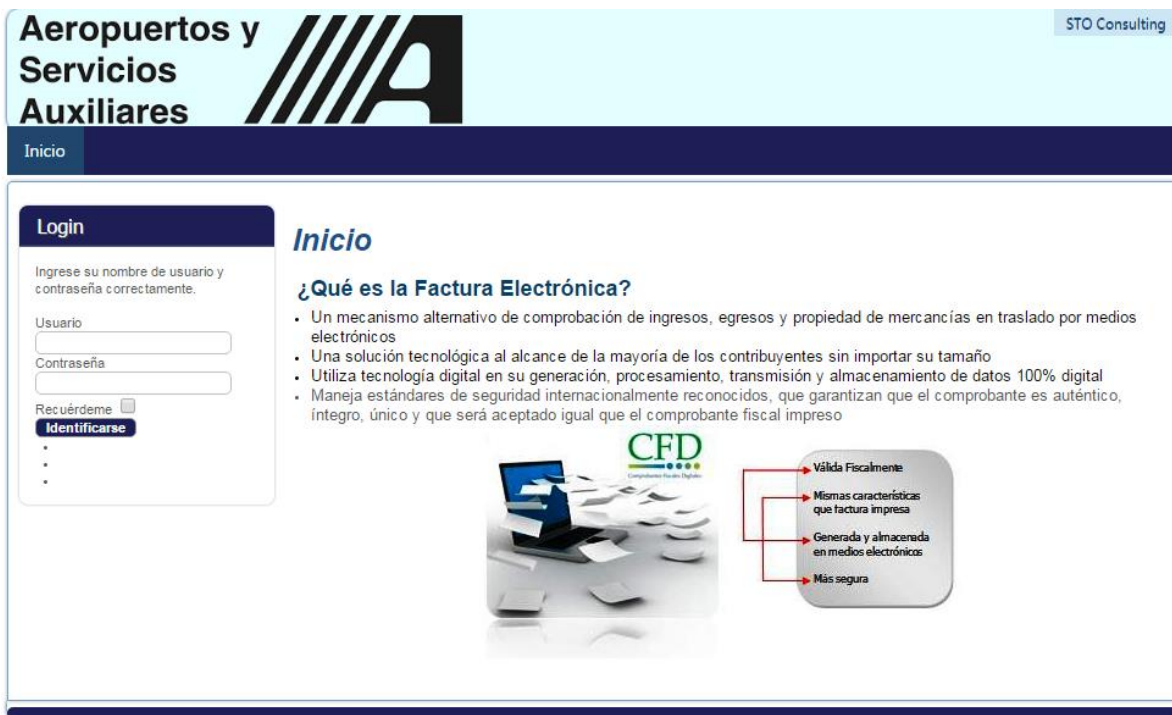 Aeropuertos y
Servicios
Auxiliares
STO Consulting
Inicio
Login
Ingrese su nombre de usuario y
contraseña correctamente.
Usuario
Contraseña
Recuérdeme
Identificarse
Inicio
¿Qué es la Factura Electrónica?
Un mecanismo alternativo de comprobación de ingresos, egresos y propiedad de mercancías en traslado por medios
electrónicos
Una solución tecnológica al alcance de la mayoría de los contribuyentes sin importar su tamaño
Utiliza tecnología digital en su generación, procesamiento, transmisión y almacenamiento de datos 100% digital
Maneja estándares de seguridad internacionalmente reconocidos, que garantizan que el comprobante es auténtico,
íntegro, único y que será aceptado igual que el comprobante fiscal impreso
CFD
Comprobantes Fiscales Digitales
Válida Fiscalmente
Mismas características
que factura impresa
Generada y almacenada
en medios electrónicos
Más segura